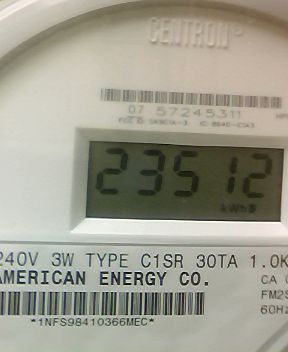 CENTRON®
07 57245311
23512
kWh
240V 3W TYPE C1SR 30TA 1.0K
AMERICAN ENERGY CO.
CA
FM2S
60Hz
*1NFS98410366MEC*